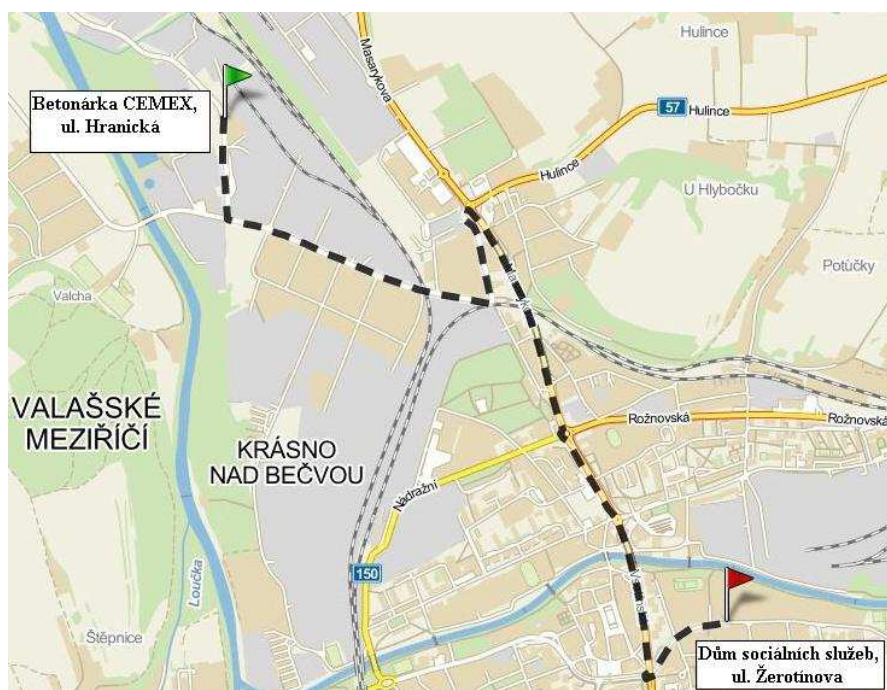 Hulince
Masarykova
Betonárka CEMEX,
ul. Hranická
57
Hulince
Hulince
U Hlybočku
Potůčky
Valcha
VALAŠSKÉ
MEZIŘÍČÍ
Rožnovská
Rožnovská
KRÁSNO
NAD BEČVOU
Nádražní
150
Loučka
Štěpnice
Dům sociálních služeb,
ul. Žerotínova